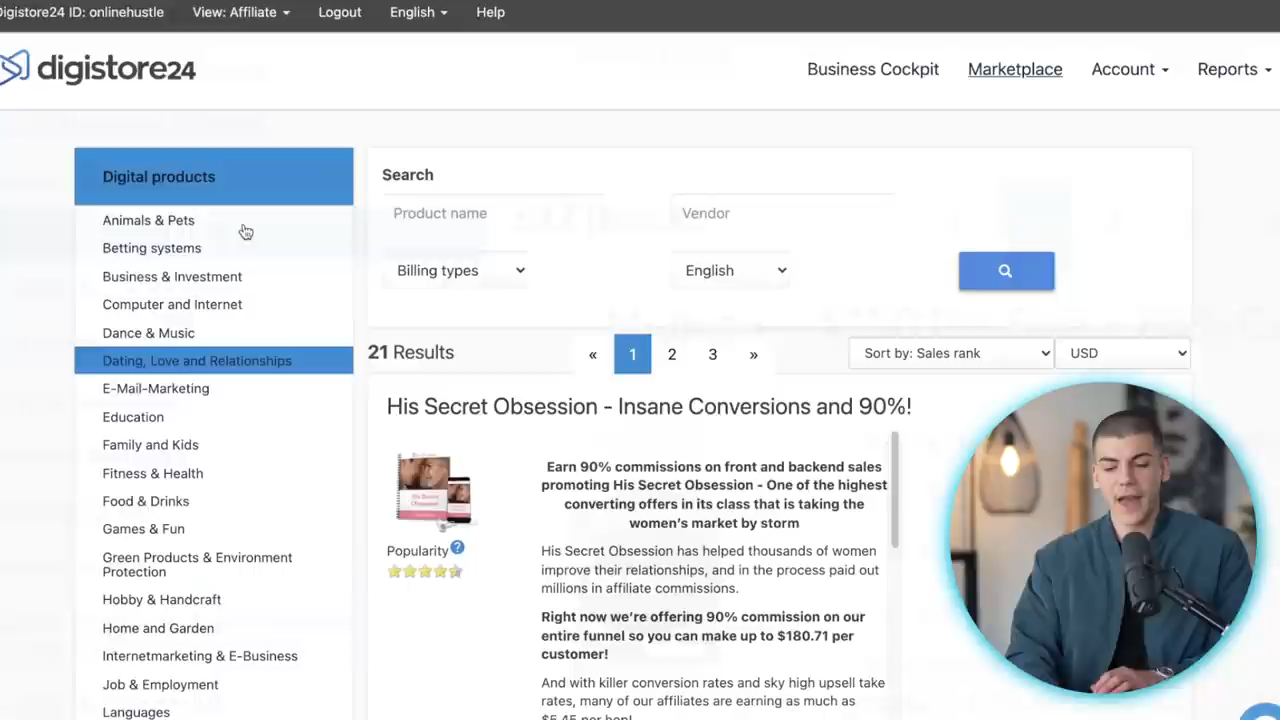 Digistore24 ID: onlinehustle
View: Affiliate
Logout
English
Help
digistore24
Business Cockpit
Marketplace
Account
Reports
Digital products
Animals & Pets
Betting systems
Business & Investment
Computer and Internet
Dance & Music
Dating, Love and Relationships
E-Mail-Marketing
Education
Family and Kids
Fitness & Health
Food & Drinks
Games & Fun
Green Products & Environment
Protection
Hobby & Handcraft
Home and Garden
Internetmarketing & E-Business
Job & Employment
Languages
Search
Product name
Vendor
Billing types
English
21 Results
« 1 2 3 »
Sort by: Sales rank
USD
His Secret Obsession - Insane Conversions and 90%!
His Secret
Obsession
Popularity ?
Earn 90% commissions on front and backend sales
promoting His Secret Obsession - One of the highest
converting offers in its class that is taking the
women's market by storm
His Secret Obsession has helped thousands of women
improve their relationships, and in the process paid out
millions in affiliate commissions.
Right now we're offering 90% commission on our
entire funnel so you can make up to $180.71 per
customer!
And with killer conversion rates and sky high upsell take
rates, many of our affiliates are earning as much as
$5.45 per hop!